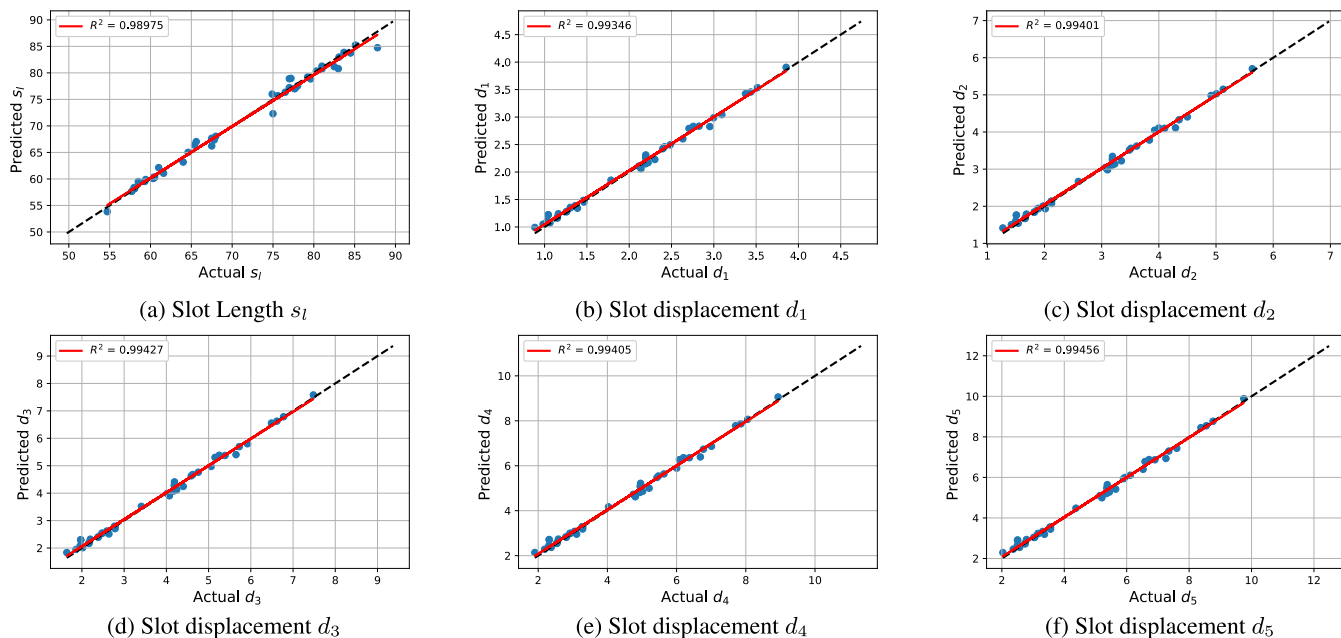 R² = 0.98975
90
85
80
75
70
65
60
55
50
Predicted s_l
50 55 60 65 70 75 80 85 90
Actual s_l
(a) Slot Length s_l
R² = 0.99346
4.5
4.0
3.5
3.0
2.5
2.0
1.5
1.0
Predicted d₁
1.0 1.5 2.0 2.5 3.0 3.5 4.0 4.5
Actual d₁
(b) Slot displacement d₁
R² = 0.99401
7
6
5
4
3
2
1
Predicted d₂
1 2 3 4 5 6 7
Actual d₂
(c) Slot displacement d₂
R² = 0.99427
9
8
7
6
5
4
3
2
Predicted d₃
2 3 4 5 6 7 8 9
Actual d₃
(d) Slot displacement d₃
R² = 0.99405
10
8
6
4
2
Predicted d₄
2 4 6 8 10
Actual d₄
(e) Slot displacement d₄
R² = 0.99456
12
10
8
6
4
2
Predicted d₅
2 4 6 8 10 12
Actual d₅
(f) Slot displacement d₅